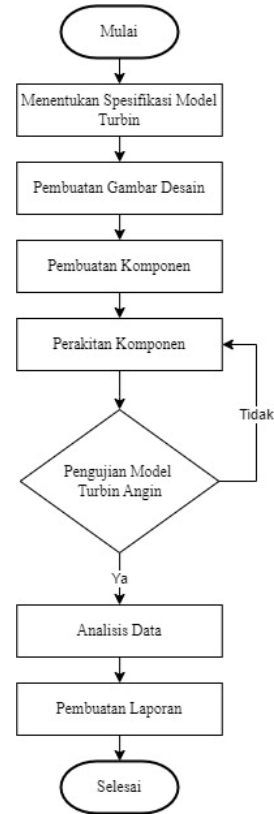 Mulai
Menentukan Spesifikasi Model
Turbin
Pembuatan Gambar Desain
Pembuatan Komponen
Perakitan Komponen
Tidak
Pengujian Model
Turbin Angin
Ya
Analisis Data
Pembuatan Laporan
Selesai